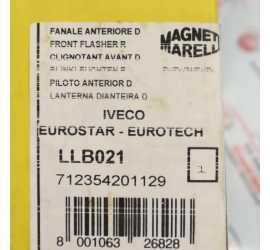 FANALE ANTERIORE D
FRONT FLASHER R
CLIGNOTANT AVANT D
PILOTO ANTERIOR D
LANTERNA DIANTEIRA D
MAGNETI
MARELLI
IVECO
EUROSTAR - EUROTECH
LLB021
1
712354201129
8 001063 26828